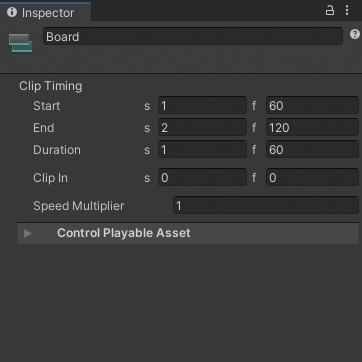 Inspector
Board
Clip Timing
Start s 1 f 60
End s 2 f 120
Duration s 1 f 60
Clip In s 0 f 0
Speed Multiplier 1
Control Playable Asset